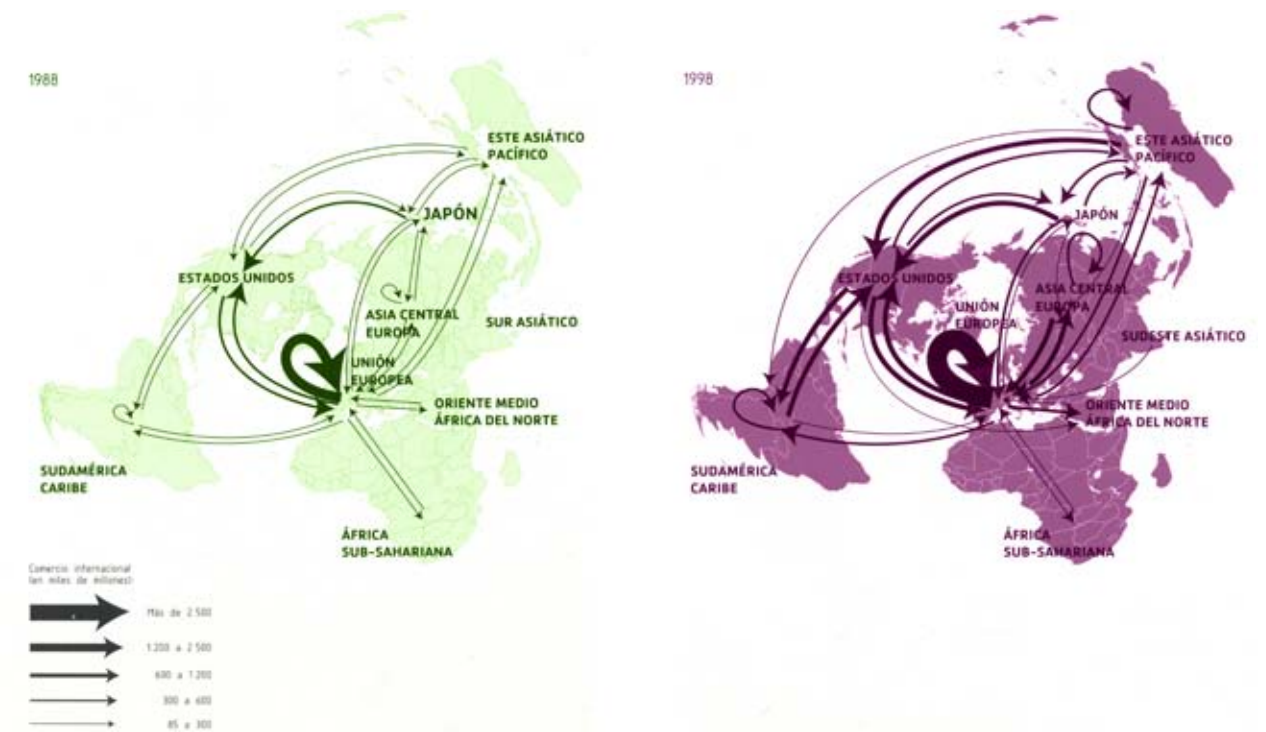 1988
ESTE ASIÁTICO
PACÍFICO
JAPÓN
ESTADOS UNIDOS
ASIA CENTRAL
EUROPA
SUR ASIÁTICO
UNIÓN
EUROPEA
ORIENTE MEDIO
ÁFRICA DEL NORTE
SUDAMÉRICA
CARIBE
ÁFRICA
SUB-SAHARIANA
Comercio internacional
(en miles de millones):
Más de 2.500
1.200 a 2.500
600 a 1.200
300 a 600
85 a 300
1998
ESTE ASIÁTICO
PACÍFICO
JAPÓN
ESTADOS UNIDOS
ASIA CENTRAL
EUROPA
UNIÓN
EUROPEA
SUDESTE ASIÁTICO
ORIENTE MEDIO
ÁFRICA DEL NORTE
SUDAMÉRICA
CARIBE
ÁFRICA
SUB-SAHARIANA